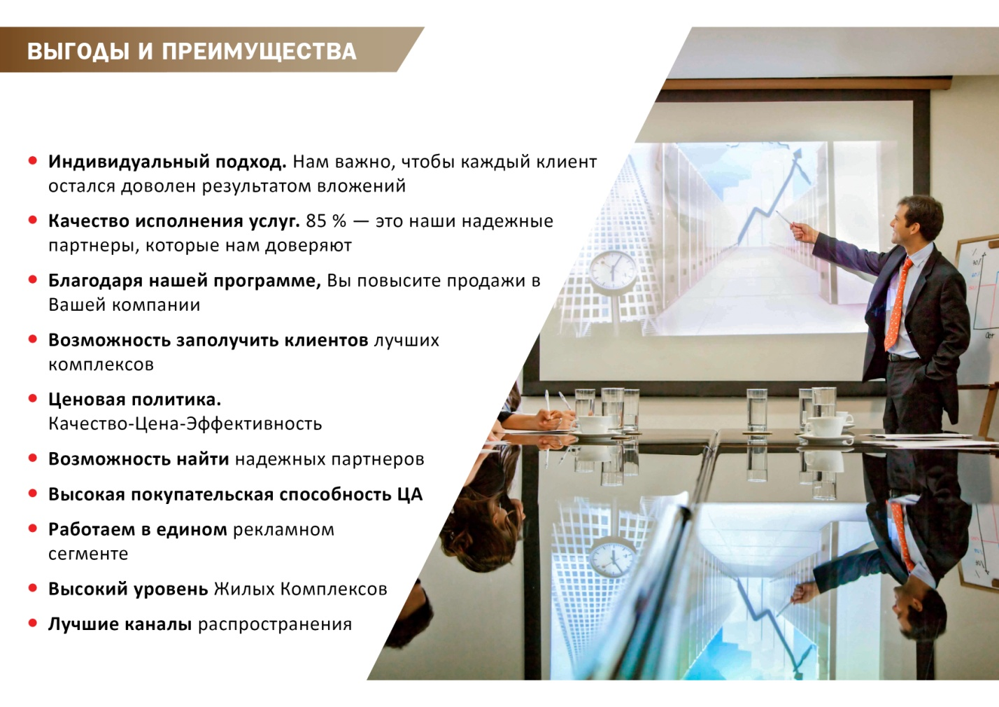 ВЫГОДЫ И ПРЕИМУЩЕСТВА
Индивидуальный подход. Нам важно, чтобы каждый клиент
остался доволен результатом вложений
Качество исполнения услуг. 85 % — это наши надежные
партнеры, которые нам доверяют
Благодаря нашей программе, Вы повысите продажи в
Вашей компании
Возможность заполучить клиентов лучших
комплексов
Ценовая политика.
Качество-Цена-Эффективность
Возможность найти надежных партнеров
Высокая покупательская способность ЦА
Работаем в едином рекламном
сегменте
Высокий уровень Жилых Комплексов
Лучшие каналы распространения